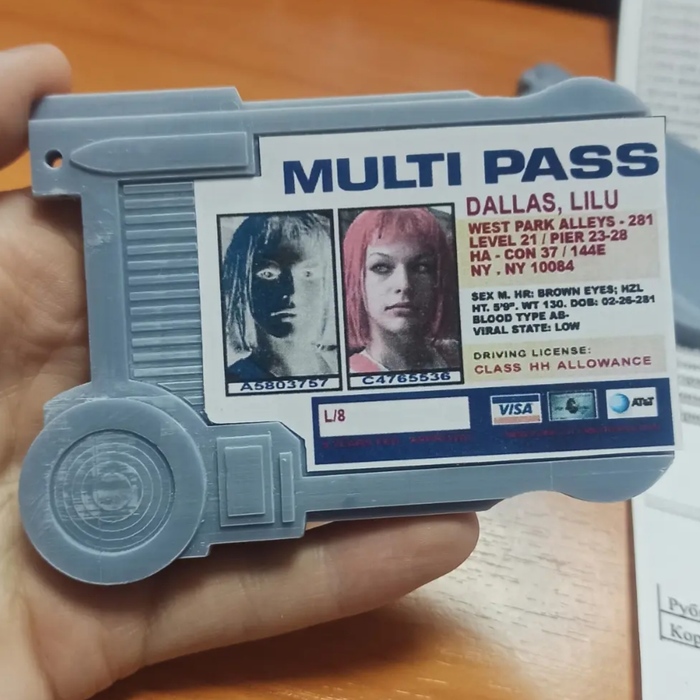 MULTI PASS
DALLAS, LILU
WEST PARK ALLEYS - 281
LEVEL 21 / PIER 23-28
HA - CON 37 / 144E
NY . NY 10084
SEX M. HR: BROWN EYES; HZL
HT. 5'9". WT 130. DOB: 02-26-281
BLOOD TYPE AB-
VIRAL STATE: LOW
DRIVING LICENSE:
CLASS HH ALLOWANCE
A5803757
C4765536
L/8
VISA
AT&T